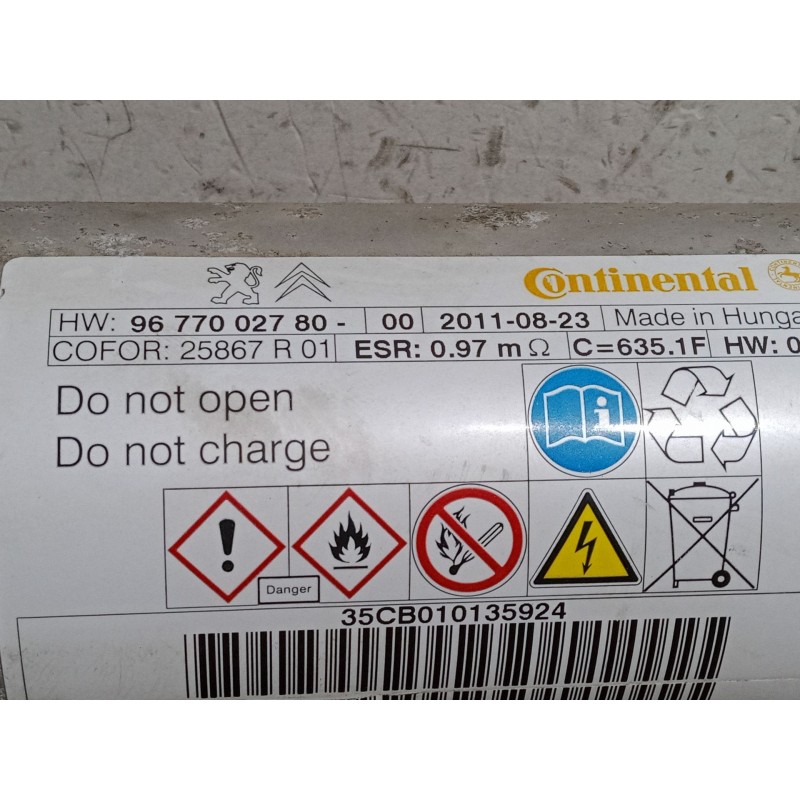 Continental
HW: 96 770 027 80 - 00 2011-08-23 Made in Hunga
COFOR: 25867 R 01 ESR: 0.97 mΩ C=635.1F HW: 0
Do not open
Do not charge
Danger
35CB010135924